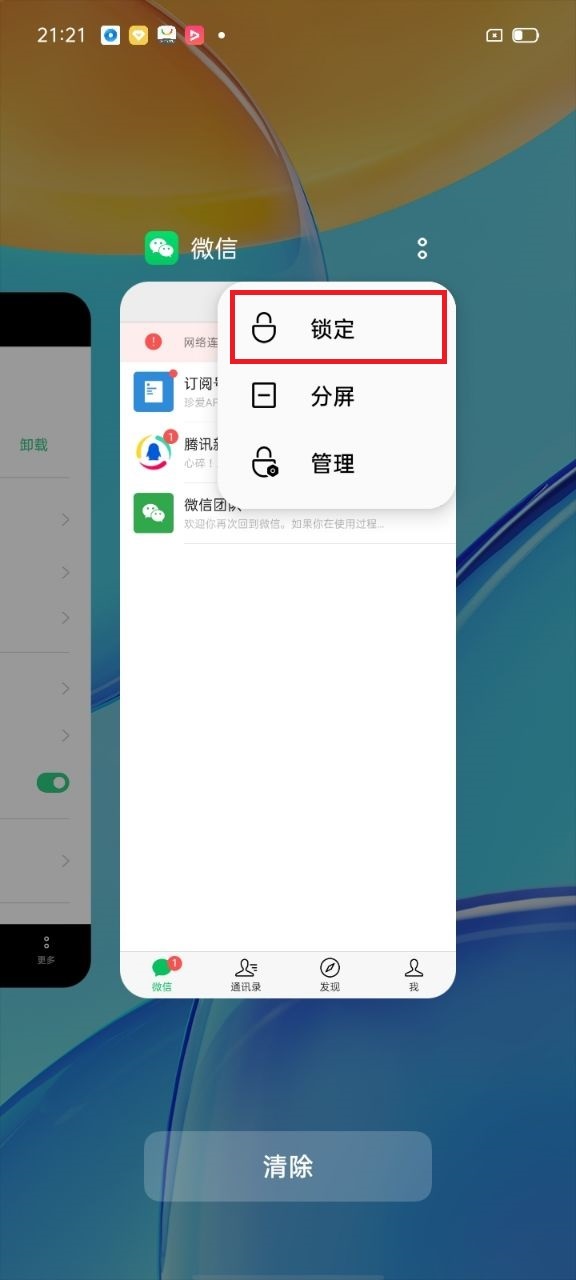 21:21
微信
锁定
分屏
管理
网络连
订阅号
珍爱AP
1
腾讯新
心碎！
微信团队
欢迎你再次回到微信。如果你在使用过程...
卸载
更多
1
微信
通讯录
发现
我
清除